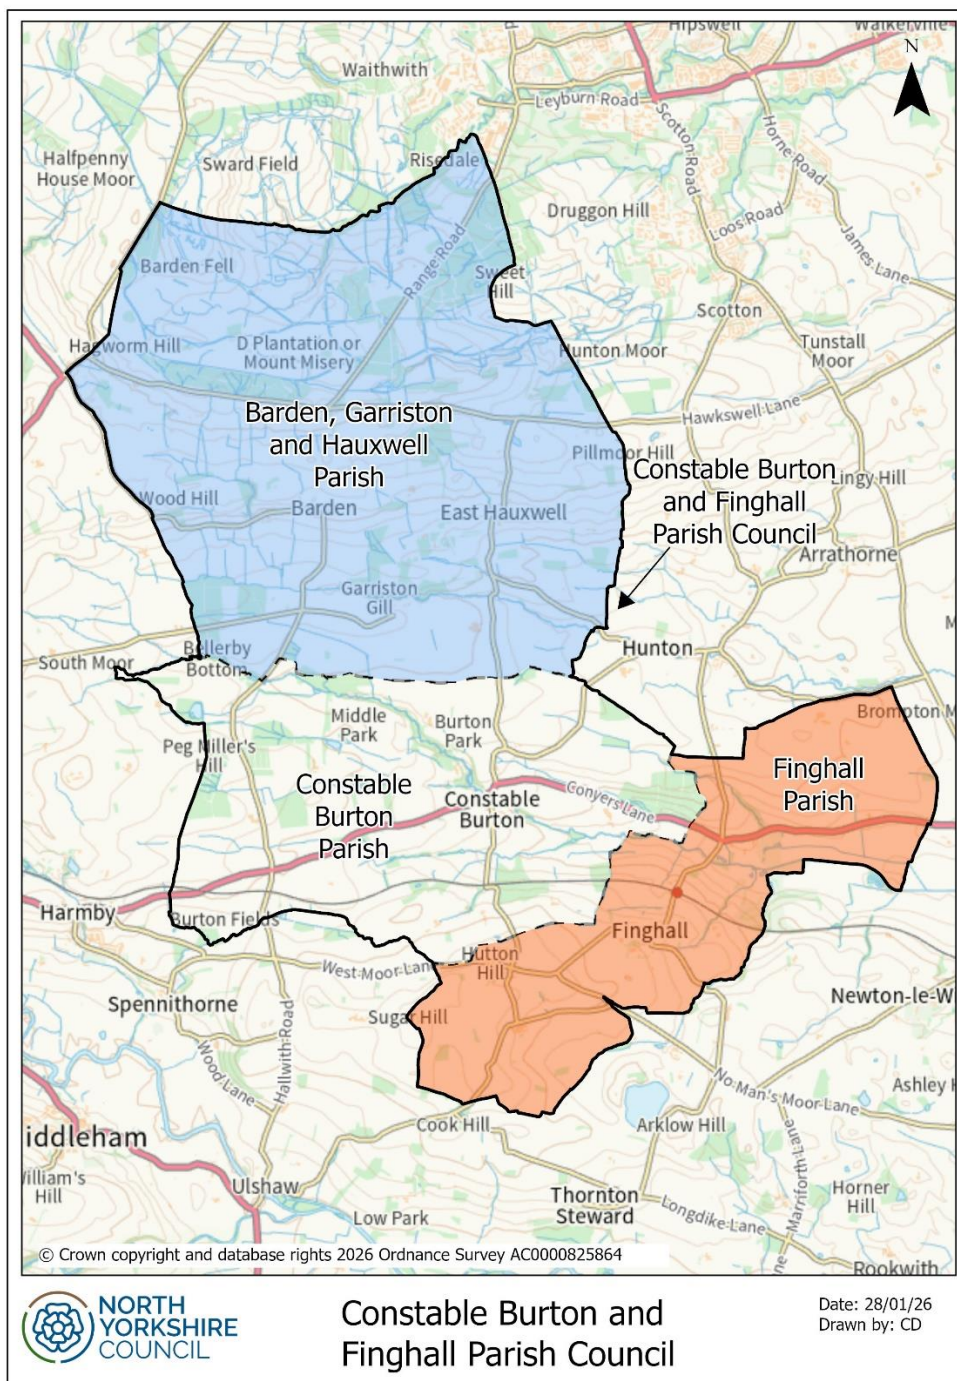 Hipswell
Walkerville
Waithwith
Leyburn Road
N
Halfpenny
House Moor
Sward Field
Risedale
Scotton Road
Horne Road
Druggon Hill
Loos Road
James Lane
Barden Fell
Range Road
Sweet
Hill
Scotton
Hagworm Hill
D Plantation or
Mount Misery
Hunton Moor
Tunstall
Moor
Hawkswell Lane
Barden, Garriston
and Hauxwell
Parish
Pillmoor Hill
Constable Burton
and Finghall
Parish Council
Lingy Hill
Wood Hill
Barden
East Hauxwell
Arrathorne
Garriston
Gill
South Moor
Bellerby
Bottom
Hunton
Middle
Park
Burton
Park
Brompton M
Peg Miller's
Hill
Finghall
Parish
Constable
Burton
Parish
Constable
Burton
Conyers Lane
Harmby
Burton Fields
Finghall
West Moor Lane
Hutton
Hill
Spennithorne
Sugar Hill
Newton-le-W
Wood Lane
Hallwith Road
No Man's Moor Lane
Ashley H
iddleham
Cook Hill
Arklow Hill
William's
Hill
Ulshaw
Marriforth Lane
Horner
Hill
Low Park
Thornton
Steward
Longdike Lane
Rookwith
© Crown copyright and database rights 2026 Ordnance Survey AC0000825864
NORTH
YORKSHIRE
COUNCIL
Constable Burton and
Finghall Parish Council
Date: 28/01/26
Drawn by: CD